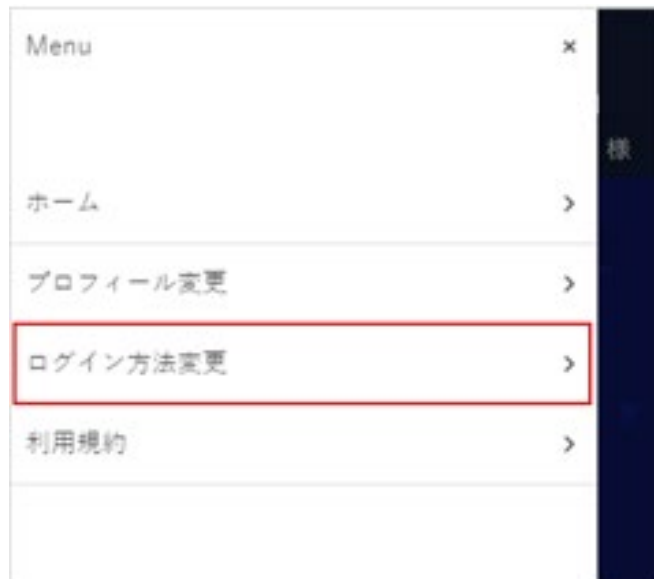 Menu ×
様
ホーム
プロフィール変更
ログイン方法変更
利用規約